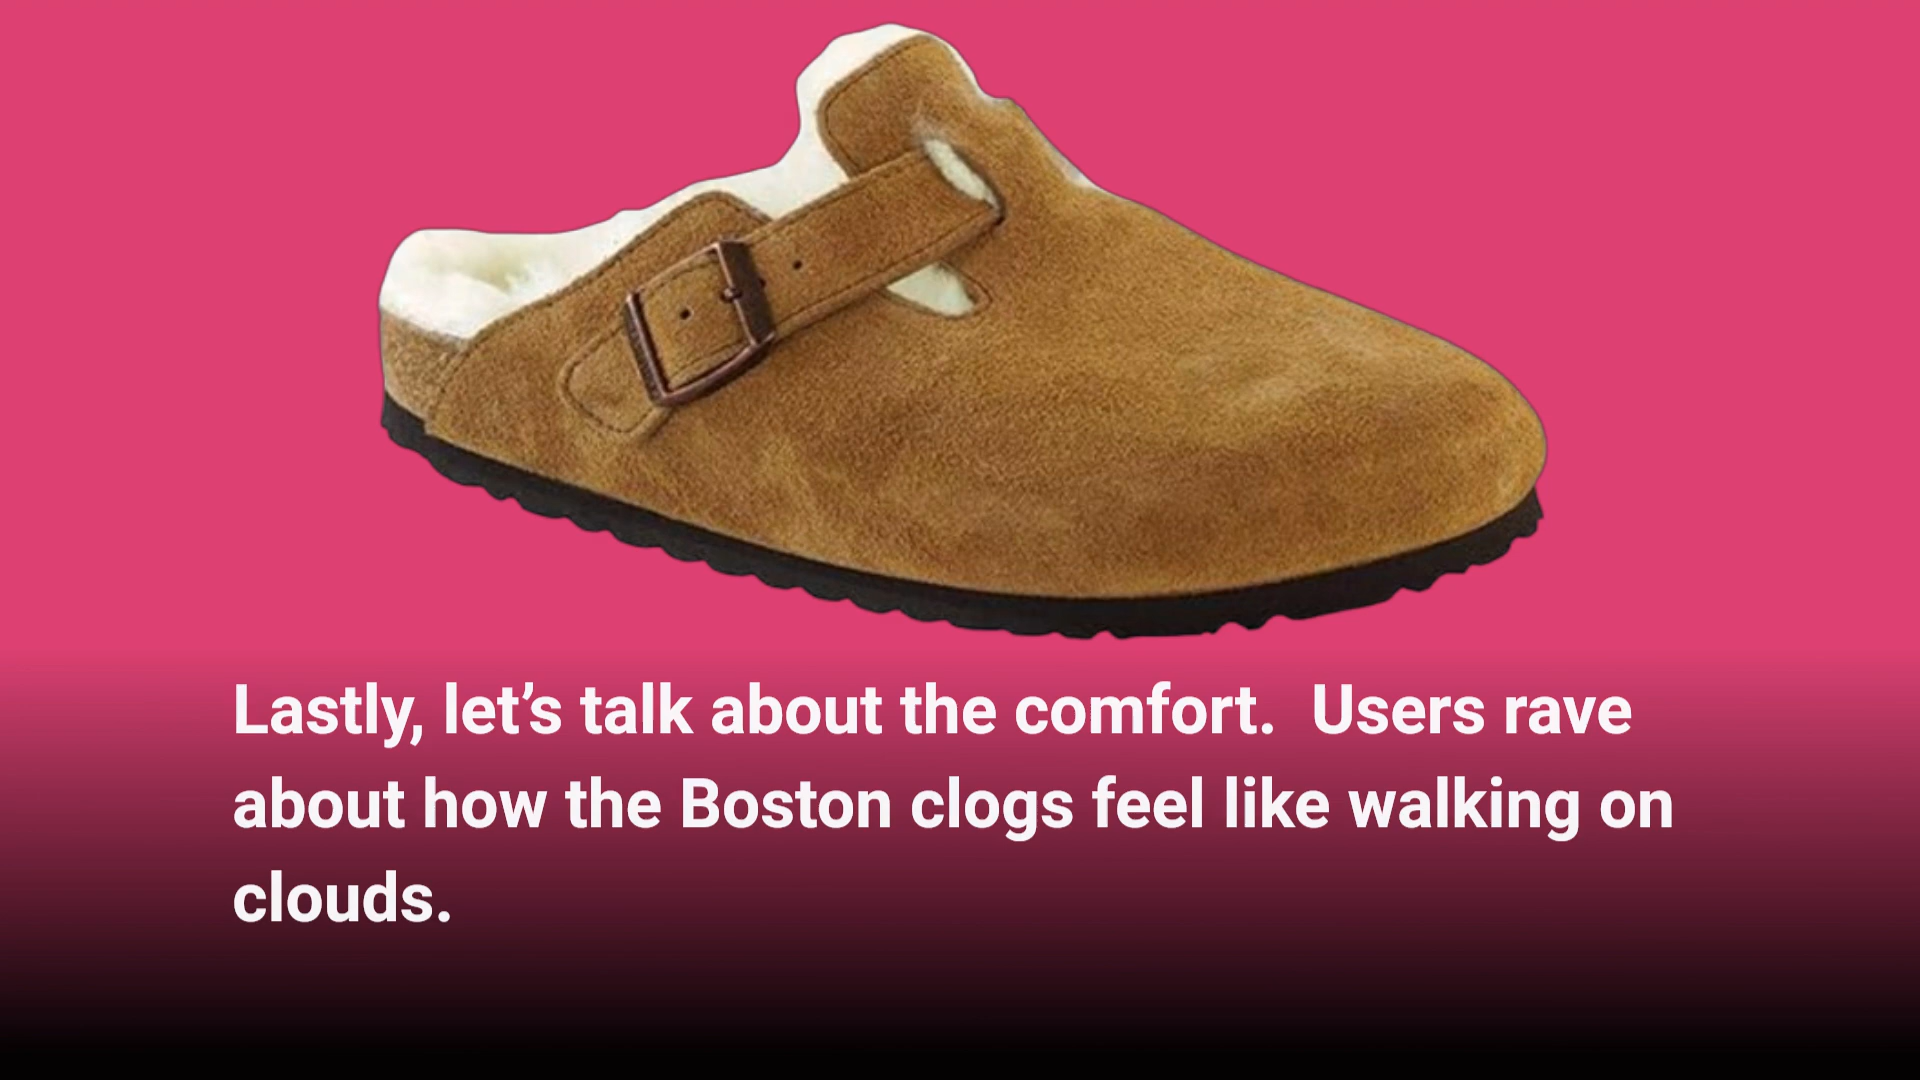 Lastly, let’s talk about the comfort.  Users rave
about how the Boston clogs feel like walking on
clouds.